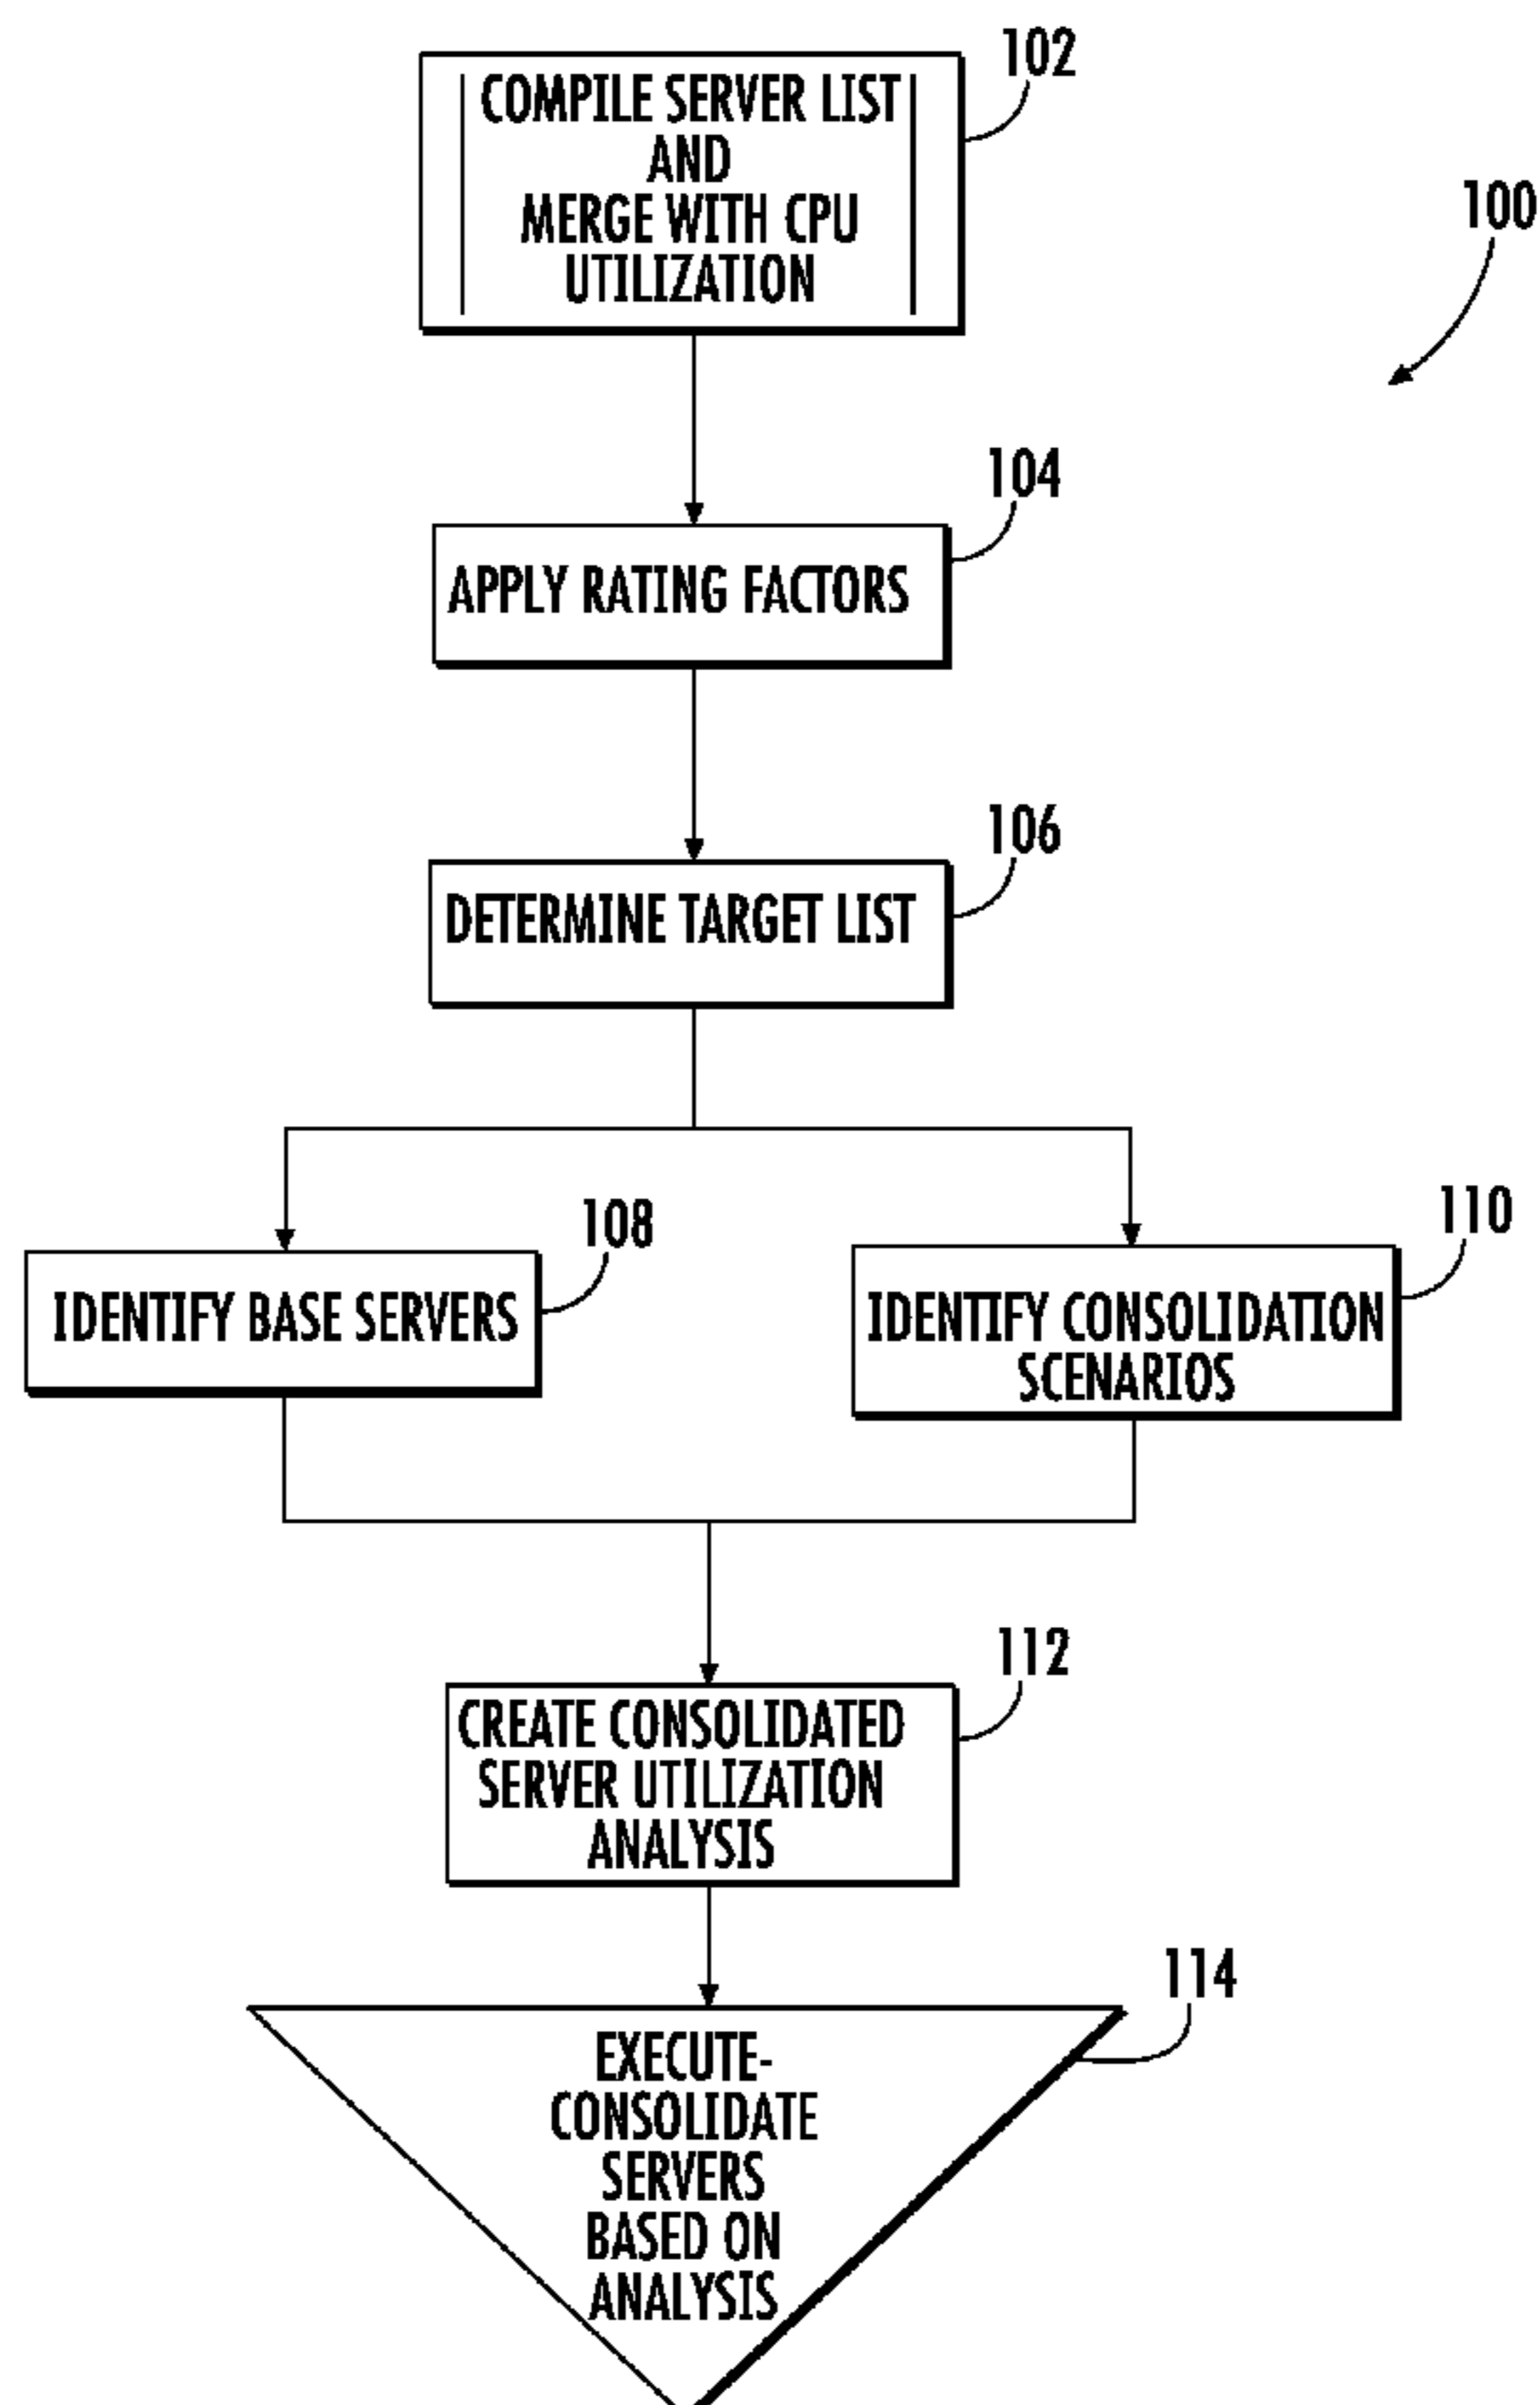 102
COMPILE SERVER LIST
AND
MERGE WITH CPU
UTILIZATION
100
104
APPLY RATING FACTORS
106
DETERMINE TARGET LIST
108
IDENTIFY BASE SERVERS
110
IDENTIFY CONSOLIDATION
SCENARIOS
112
CREATE CONSOLIDATED
SERVER UTILIZATION
ANALYSIS
114
EXECUTE-
CONSOLIDATE
SERVERS
BASED ON
ANALYSIS